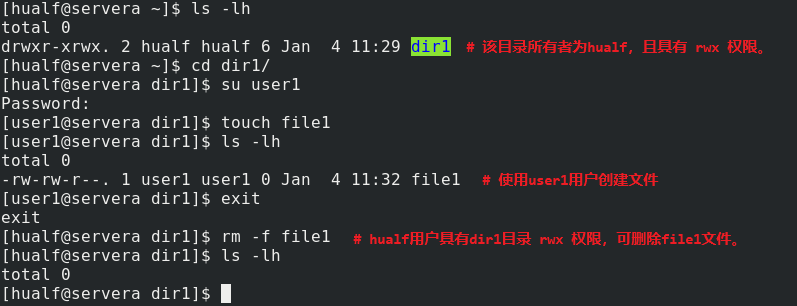 [hualf@servera ~]$ ls -lh
total 0
drwxr-xrwx. 2 hualf hualf 6 Jan  4 11:29 dir1  # 该目录所有者为hualf，且具有 rwx 权限。
[hualf@servera ~]$ cd dir1/
[hualf@servera dir1]$ su user1
Password:
[user1@servera dir1]$ touch file1
[user1@servera dir1]$ ls -lh
total 0
-rw-rw-r--. 1 user1 user1 0 Jan  4 11:32 file1  # 使用user1用户创建文件
[user1@servera dir1]$ exit
exit
[hualf@servera dir1]$ rm -f file1  # hualf用户具有dir1目录 rwx 权限，可删除file1文件。
[hualf@servera dir1]$ ls -lh
total 0
[hualf@servera dir1]$